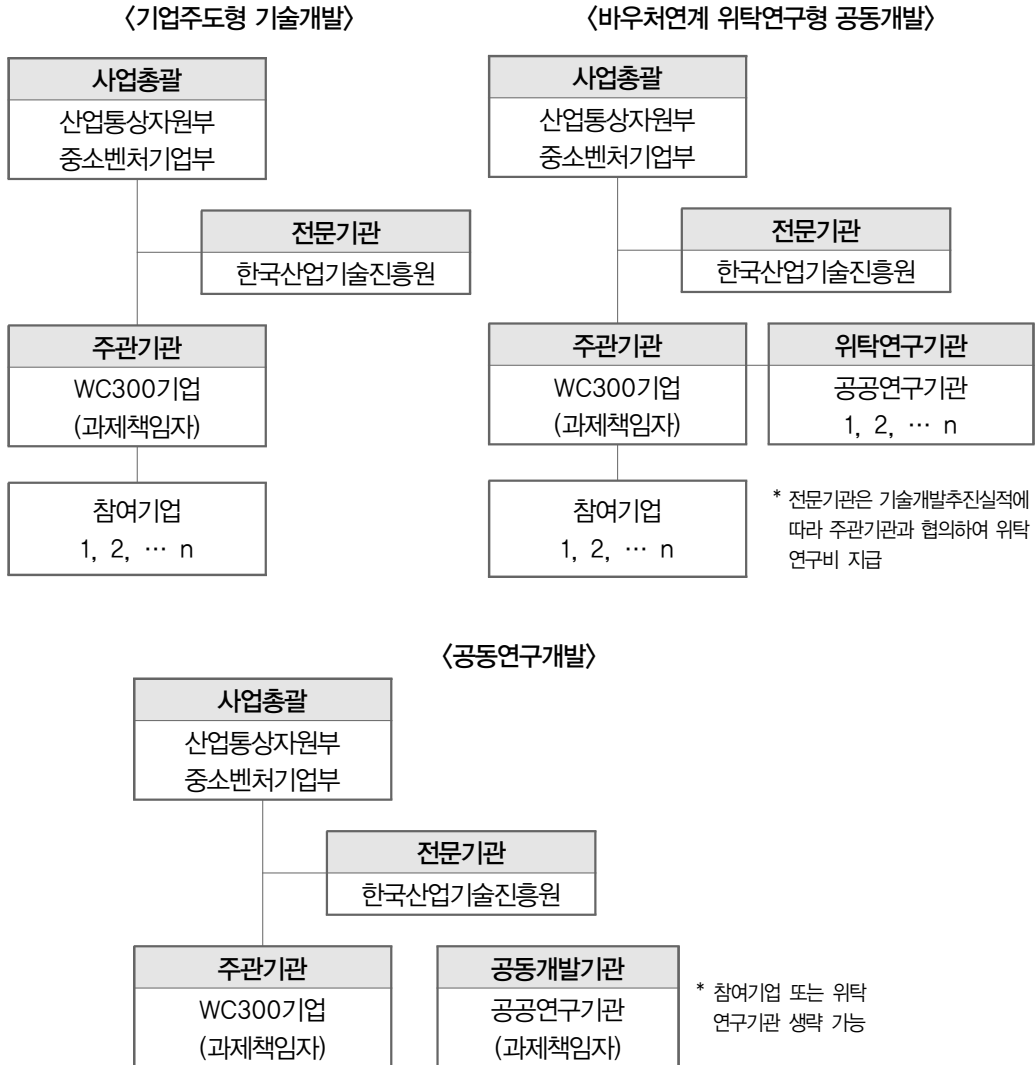 〈기업주도형 기술개발〉
사업총괄
산업통상자원부
중소벤처기업부
전문기관
한국산업기술진흥원
주관기관
WC300기업
(과제책임자)
참여기업
1, 2, … n
〈바우처연계 위탁연구형 공동개발〉
사업총괄
산업통상자원부
중소벤처기업부
전문기관
한국산업기술진흥원
주관기관
WC300기업
(과제책임자)
위탁연구기관
공공연구기관
1, 2, … n
참여기업
1, 2, … n
* 전문기관은 기술개발추진실적에
따라 주관기관과 협의하여 위탁
연구비 지급
〈공동연구개발〉
사업총괄
산업통상자원부
중소벤처기업부
전문기관
한국산업기술진흥원
주관기관
WC300기업
(과제책임자)
공동개발기관
공공연구기관
(과제책임자)
* 참여기업 또는 위탁
연구기관 생략 가능